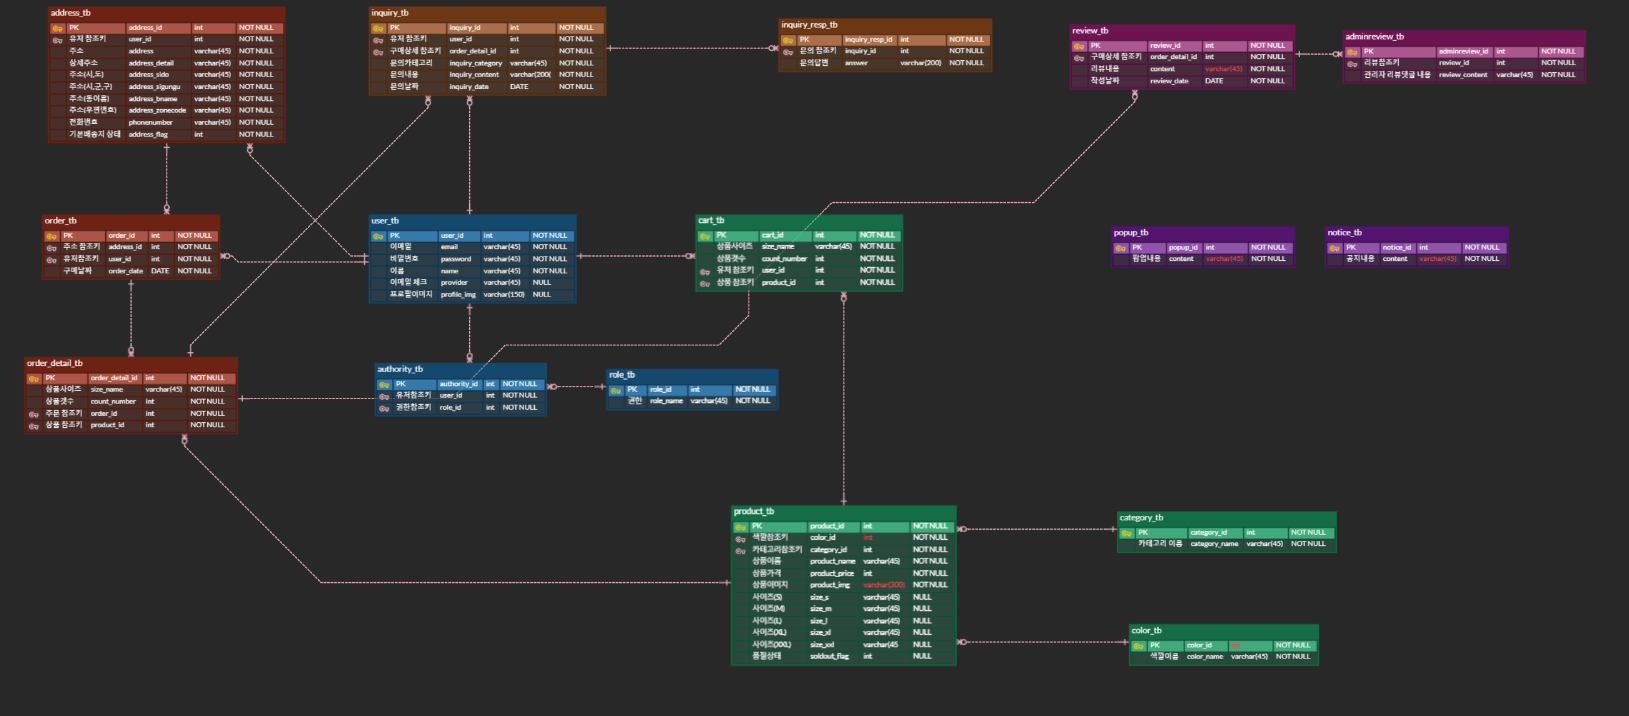 address_tb
PK address_id int NOT NULL
유저 참조키 user_id int NOT NULL
주소 address varchar(45) NOT NULL
상세주소 address_detail varchar(45) NOT NULL
주소(시,도) address_sido varchar(45) NOT NULL
주소(시,군,구) address_sigungu varchar(45) NOT NULL
주소(동이름) address_bname varchar(45) NOT NULL
주소(우편번호) address_zonecode varchar(45) NOT NULL
전화번호 phonenumber varchar(45) NOT NULL
기본배송지 상태 address_flag int NOT NULL
inquiry_tb
PK inquiry_id int NOT NULL
유저 참조키 user_id int NOT NULL
구매상세 참조키 order_detail_id int NOT NULL
문의카테고리 inquiry_category varchar(45) NOT NULL
문의내용 inquiry_content varchar(200( NOT NULL
문의날짜 inquiry_date DATE NOT NULL
inquiry_resp_tb
PK inquiry_resp_id int NOT NULL
문의 참조키 inquiry_id int NOT NULL
문의답변 answer varchar(200) NOT NULL
review_tb
PK review_id int NOT NULL
구매상세 참조키 order_detail_id int NOT NULL
리뷰내용 content varchar(45) NOT NULL
작성날짜 review_date DATE NOT NULL
adminreview_tb
PK adminreview_id int NOT NULL
리뷰참조키 review_id int NOT NULL
관리자 리뷰댓글 내용 review_content varchar(45) NOT NULL
order_tb
PK order_id int NOT NULL
주소 참조키 address_id int NOT NULL
유저참조키 user_id int NOT NULL
구매날짜 order_date DATE NOT NULL
user_tb
PK user_id int NOT NULL
이메일 email varchar(45) NOT NULL
비밀번호 password varchar(45) NOT NULL
이름 name varchar(45) NOT NULL
이메일 체크 provider varchar(45) NULL
프로필이미지 profile_img varchar(150) NULL
cart_tb
PK cart_id int NOT NULL
상품사이즈 size_name varchar(45) NOT NULL
상품갯수 count_number int NOT NULL
유저 참조키 user_id int NOT NULL
상품 참조키 product_id int NOT NULL
popup_tb
PK popup_id int NOT NULL
팝업내용 content varchar(45) NOT NULL
notice_tb
PK notice_id int NOT NULL
공지내용 content varchar(45) NOT NULL
order_detail_tb
PK order_detail_id int NOT NULL
상품사이즈 size_name varchar(45) NOT NULL
상품갯수 count_number int NOT NULL
주문 참조키 order_id int NOT NULL
상품 참조키 product_id int NOT NULL
authority_tb
PK authority_id int NOT NULL
유저참조키 user_id int NOT NULL
권한참조키 role_id int NOT NULL
role_tb
PK role_id int NOT NULL
권한 role_name varchar(45) NOT NULL
product_tb
PK product_id int NOT NULL
색깔참조키 color_id int NOT NULL
카테고리참조키 category_id int NOT NULL
상품이름 product_name varchar(45) NOT NULL
상품가격 product_price int NOT NULL
상품이미지 product_img varchar(300) NOT NULL
사이즈(S) size_s varchar(45) NULL
사이즈(M) size_m varchar(45) NULL
사이즈(L) size_l varchar(45) NULL
사이즈(XL) size_xl varchar(45) NULL
사이즈(XXL) size_xxl varchar(45 NULL
품절상태 soldout_flag int NULL
category_tb
PK category_id int NOT NULL
카테고리 이름 category_name varchar(45) NOT NULL
color_tb
PK color_id NOT NULL
색깔이름 color_name varchar(45) NOT NULL